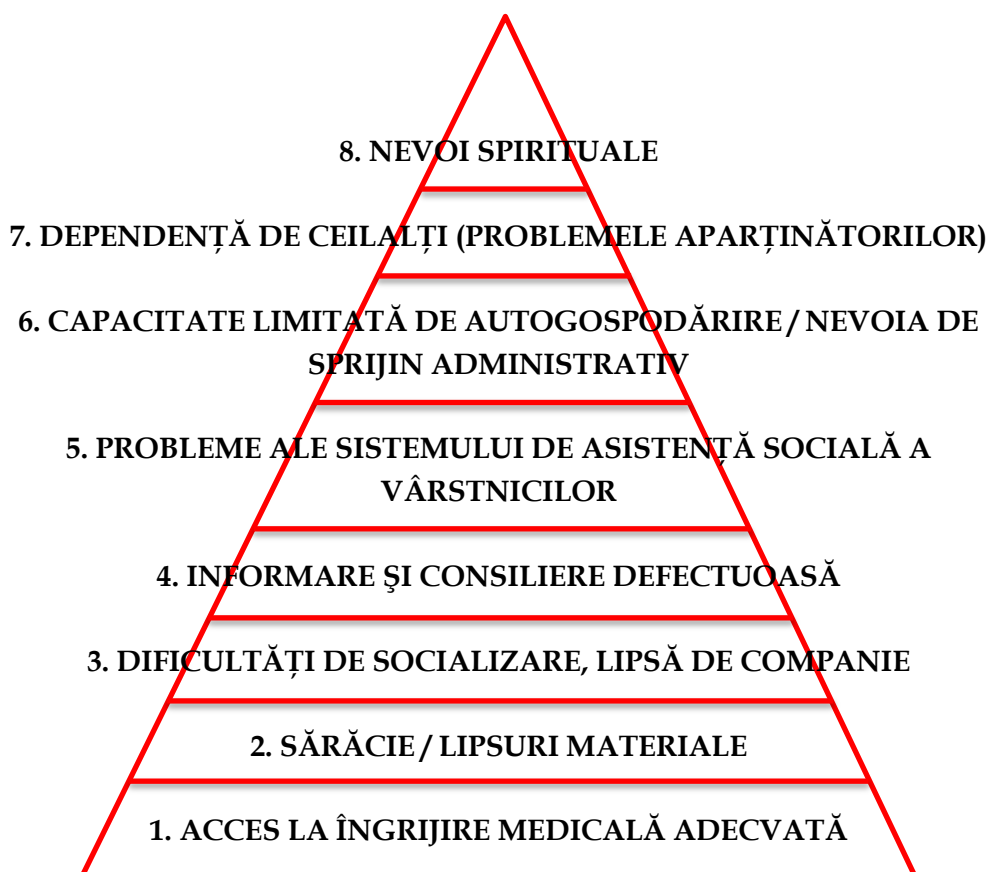 8. NEVOI SPIRITUALE
7. DEPENDENȚĂ DE CEILALȚI (PROBLEMELE APARȚINĂTORILOR)
6. CAPACITATE LIMITATĂ DE AUTOGOSPODĂRIRE / NEVOIA DE
SPRIJIN ADMINISTRATIV
5. PROBLEME ALE SISTEMULUI DE ASISTENȚĂ SOCIALĂ A
VÂRSTNICILOR
4. INFORMARE ŞI CONSILIERE DEFECTUOASĂ
3. DIFICULTĂȚI DE SOCIALIZARE, LIPSĂ DE COMPANIE
2. SĂRĂCIE / LIPSURI MATERIALE
1. ACCES LA ÎNGRIJIRE MEDICALĂ ADECVATĂ